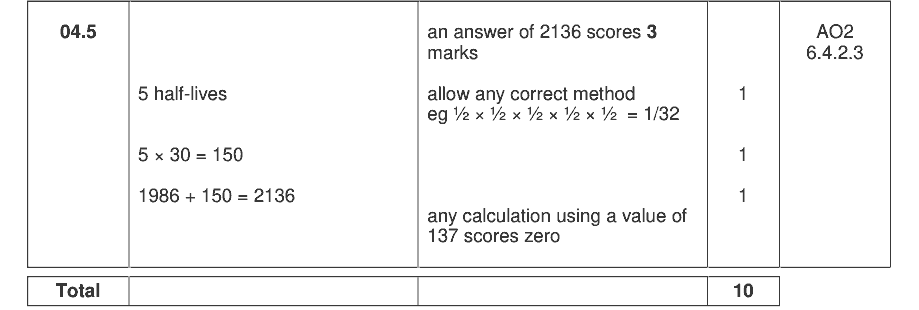 04.5
an answer of 2136 scores 3
marks
AO2
6.4.2.3
5 half-lives
allow any correct method
eg ½ × ½ × ½ × ½ × ½ = 1/32
1
5 × 30 = 150
1
1986 + 150 = 2136
1
any calculation using a value of
137 scores zero
Total
10